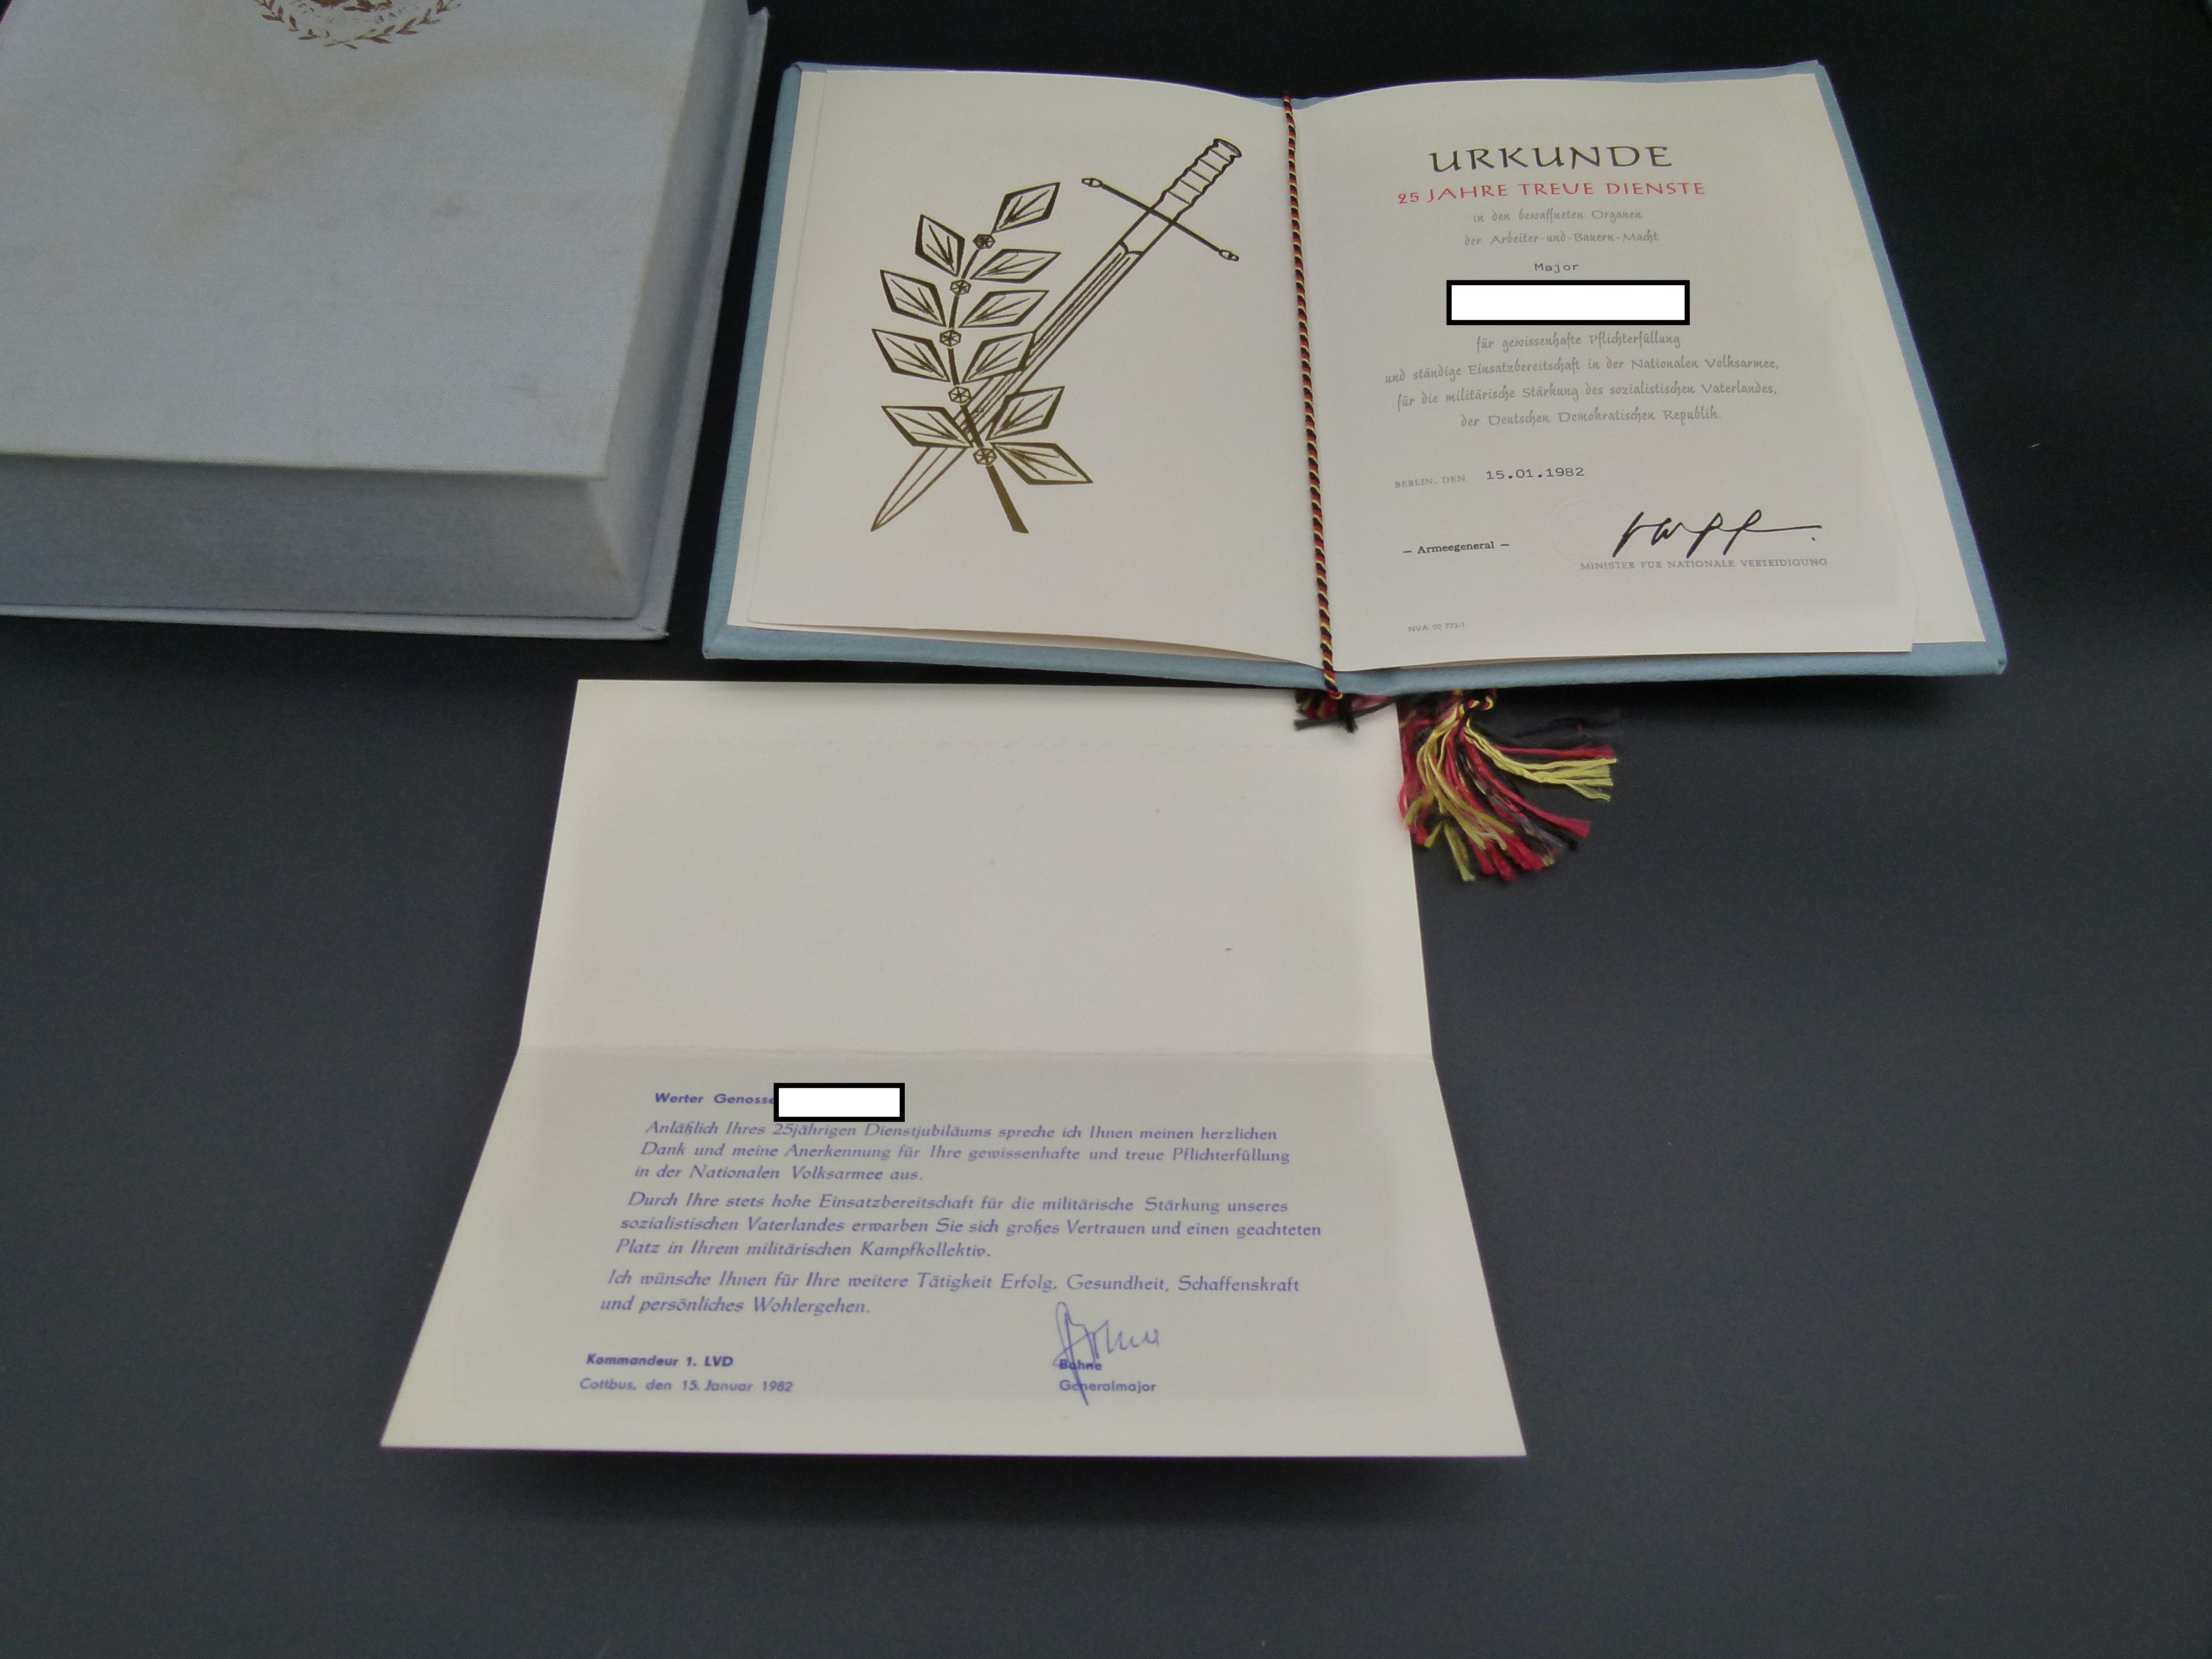 URKUNDE
25 JAHRE TREUE DIENSTE
in den bewaffneten Organen
der Arbeiter-und-Bauern-Macht
Major
für gewissenhafte Pflichterfüllung
und ständige Einsatzbereitschaft in der Nationalen Volksarmee,
für die militärische Stärkung des sozialistischen Vaterlandes,
der Deutschen Demokratischen Republik.
BERLIN, DEN 15.01.1982
– Armeegeneral –
MINISTER FÜR NATIONALE VERTEIDIGUNG
NVA 00 773-1
Werter Genosse
Anläßlich Ihres 25jährigen Dienstjubiläums spreche ich Ihnen meinen herzlichen
Dank und meine Anerkennung für Ihre gewissenhafte und treue Pflichterfüllung
in der Nationalen Volksarmee aus.
Durch Ihre stets hohe Einsatzbereitschaft für die militärische Stärkung unseres
sozialistischen Vaterlandes erwarben Sie sich großes Vertrauen und einen geachteten
Platz in Ihrem militärischen Kampfkollektiv.
Ich wünsche Ihnen für Ihre weitere Tätigkeit Erfolg, Gesundheit, Schaffenskraft
und persönliches Wohlergehen.
Kommandeur 1. LVD
Cottbus, den 15. Januar 1982
Bohne
Generalmajor